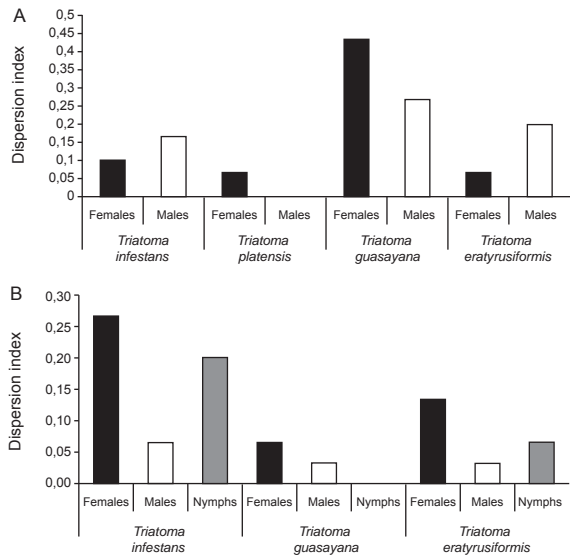 A
Dispersion index
0,5
0,45
0,4
0,35
0,3
0,25
0,2
0,15
0,1
0,05
0
Females Males Females Males Females Males Females Males
Triatoma infestans Triatoma platensis Triatoma guasayana Triatoma eratyrusiformis
B
Dispersion index
0,30
0,25
0,20
0,15
0,10
0,05
0,00
Females Males Nymphs Females Males Nymphs Females Males Nymphs
Triatoma infestans Triatoma guasayana Triatoma eratyrusiformis